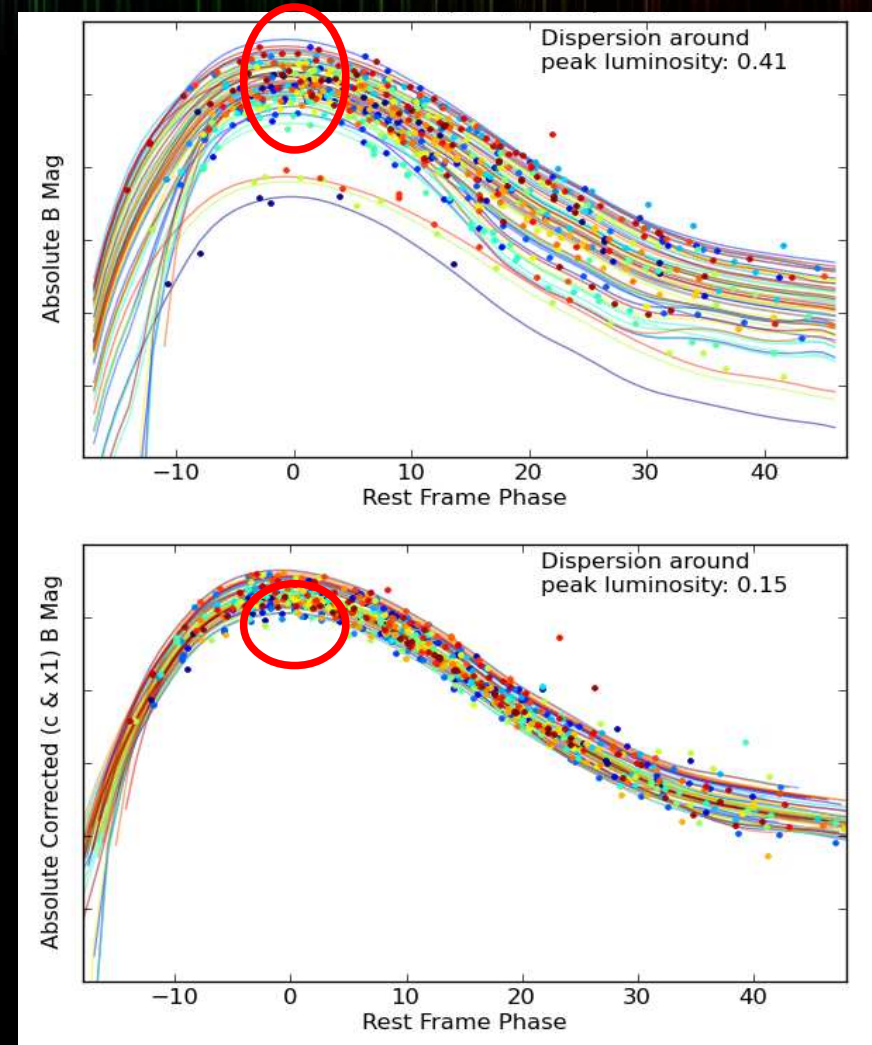 Dispersion around
peak luminosity: 0.41
Absolute B Mag
−10 0 10 20 30 40
Rest Frame Phase
Dispersion around
peak luminosity: 0.15
Absolute Corrected (c & x1) B Mag
−10 0 10 20 30 40
Rest Frame Phase